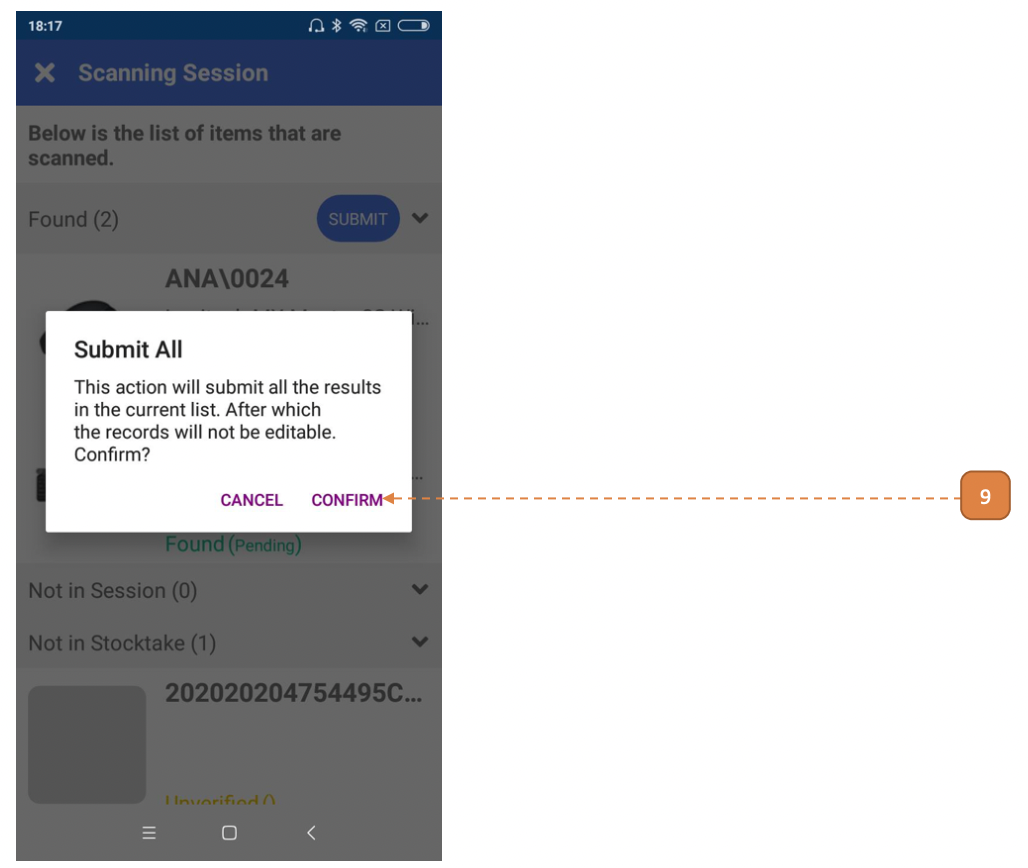 18:17
Scanning Session
Below is the list of items that are
scanned.
Found (2)
SUBMIT
ANA\0024
Submit All
This action will submit all the results
in the current list. After which
the records will not be editable.
Confirm?
CANCEL
CONFIRM
9
Found (Pending)
Not in Session (0)
Not in Stocktake (1)
202020204754495C...
Unverified ()